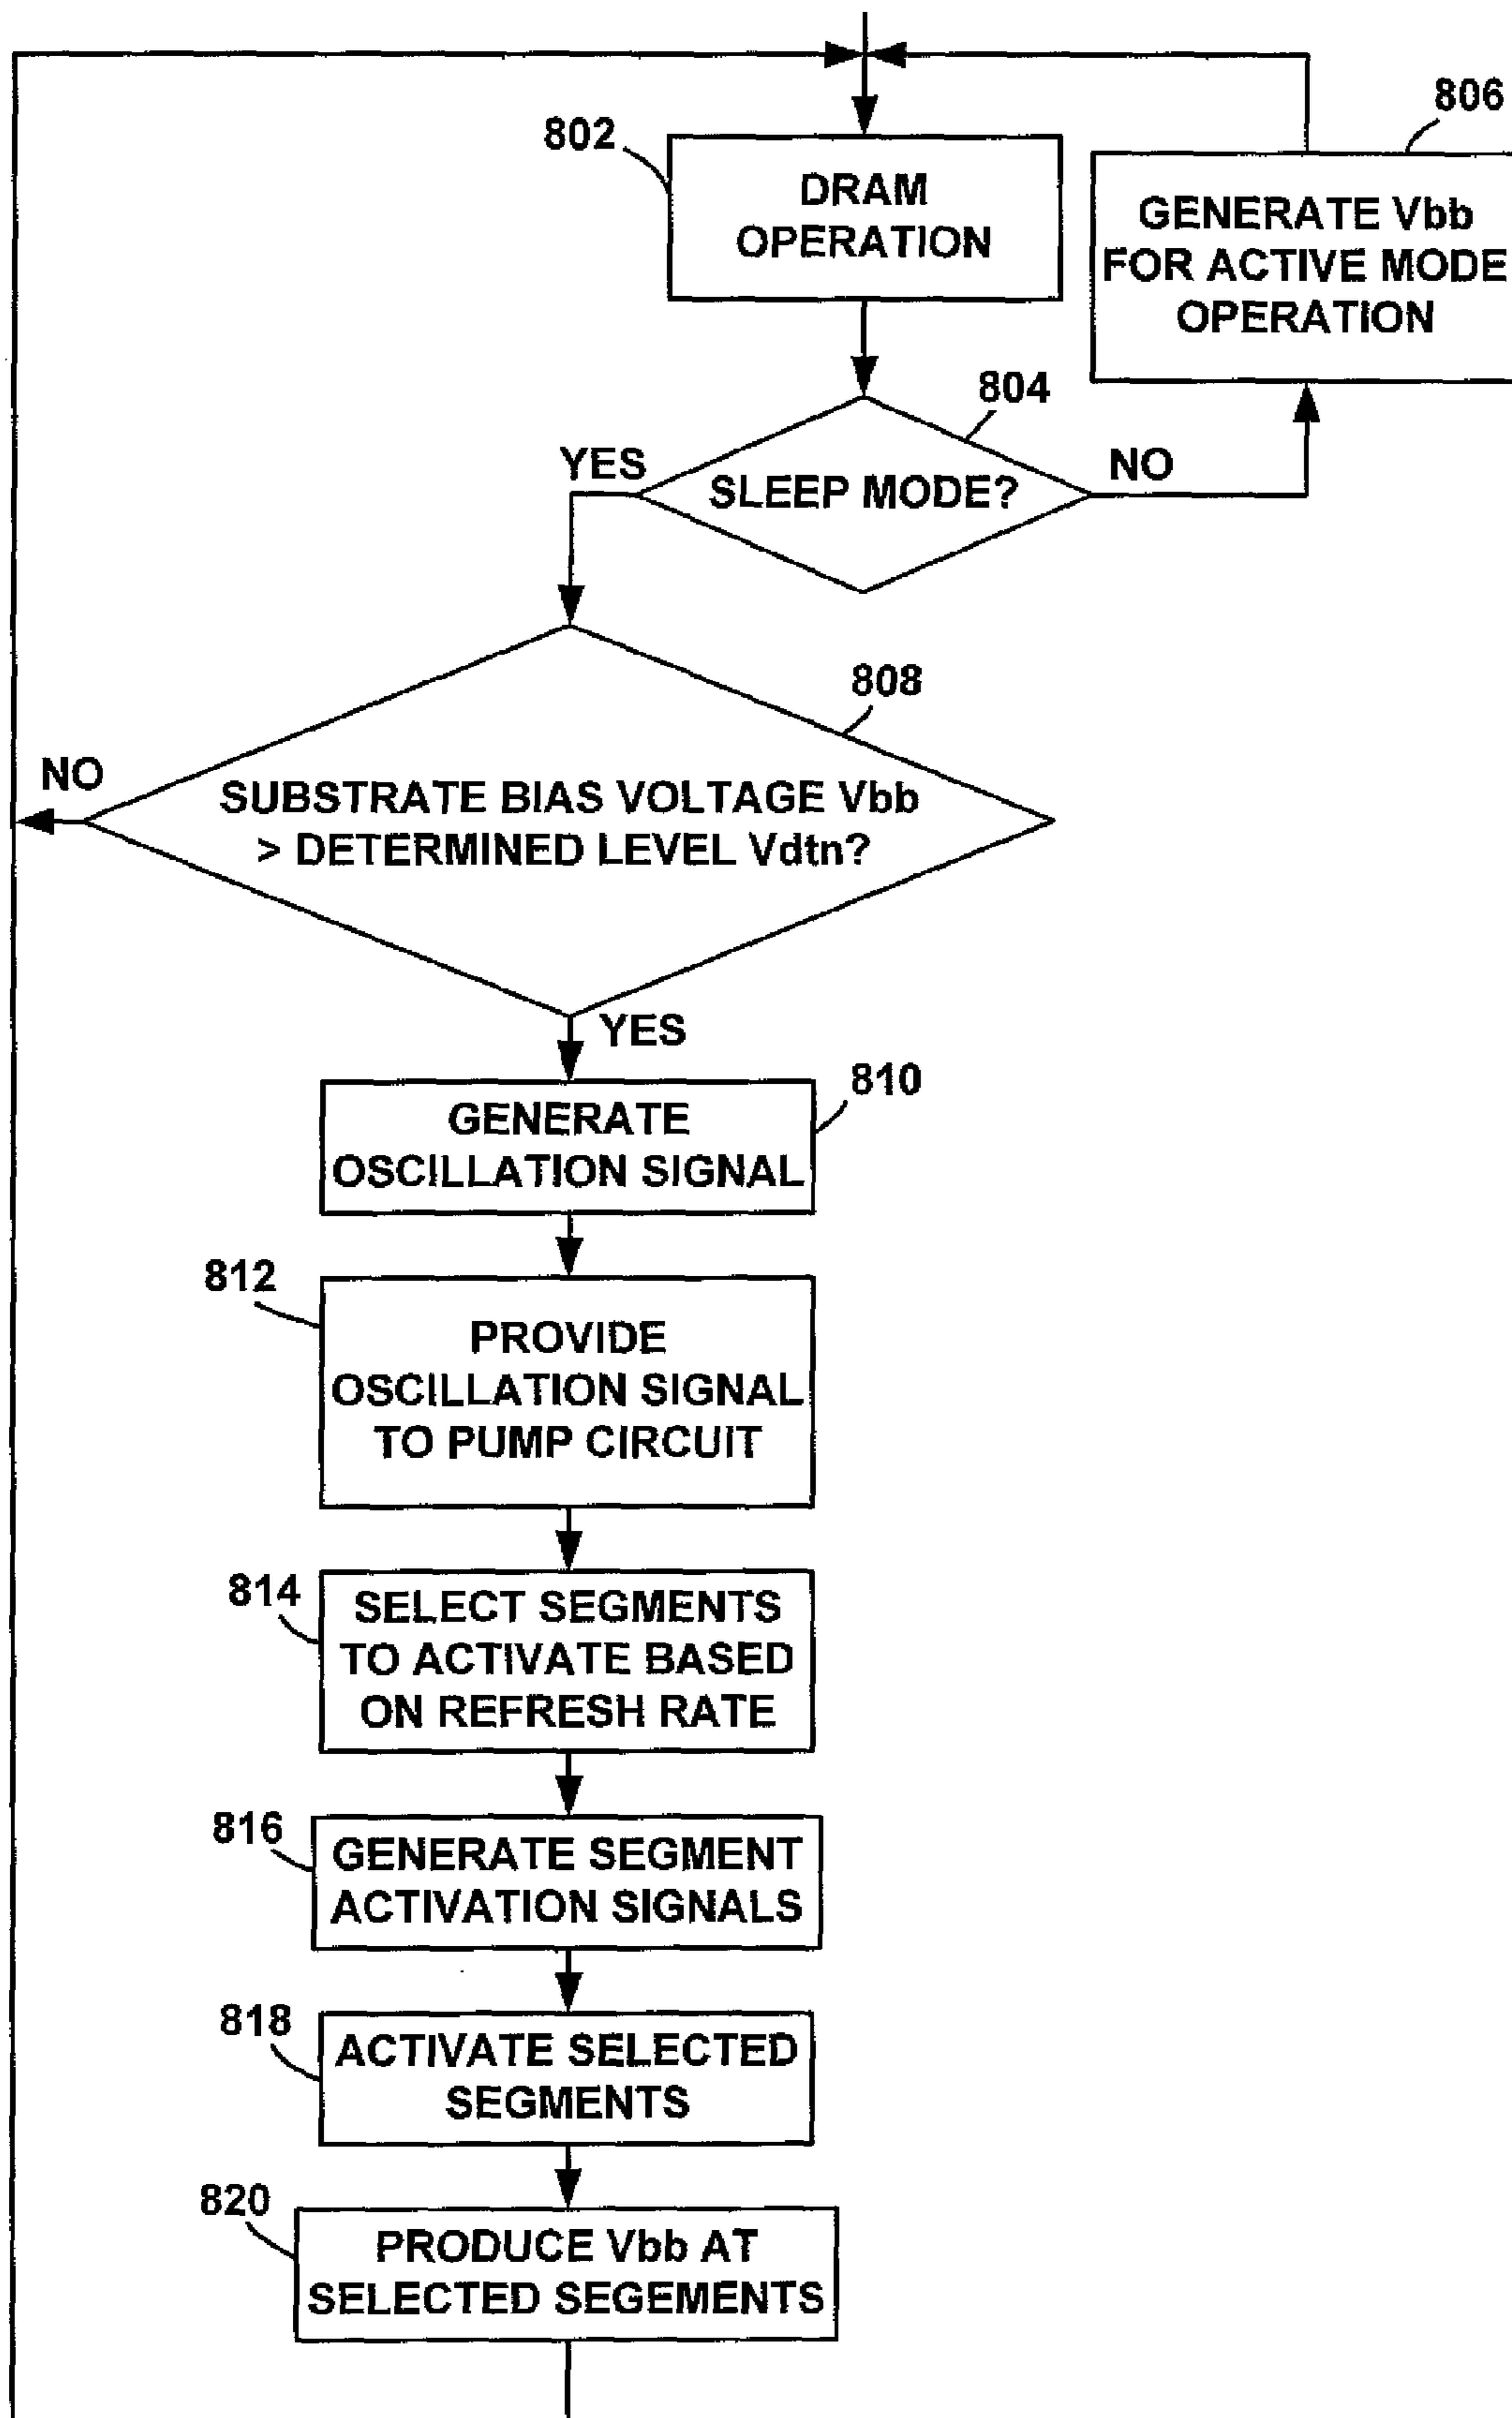 806
802
DRAM
OPERATION
GENERATE Vbb
FOR ACTIVE MODE
OPERATION
804
YES
SLEEP MODE?
NO
808
NO
SUBSTRATE BIAS VOLTAGE Vbb
> DETERMINED LEVEL Vdtn?
YES
810
GENERATE
OSCILLATION SIGNAL
812
PROVIDE
OSCILLATION SIGNAL
TO PUMP CIRCUIT
814
SELECT SEGMENTS
TO ACTIVATE BASED
ON REFRESH RATE
816
GENERATE SEGMENT
ACTIVATION SIGNALS
818
ACTIVATE SELECTED
SEGMENTS
820
PRODUCE Vbb AT
SELECTED SEGEMENTS